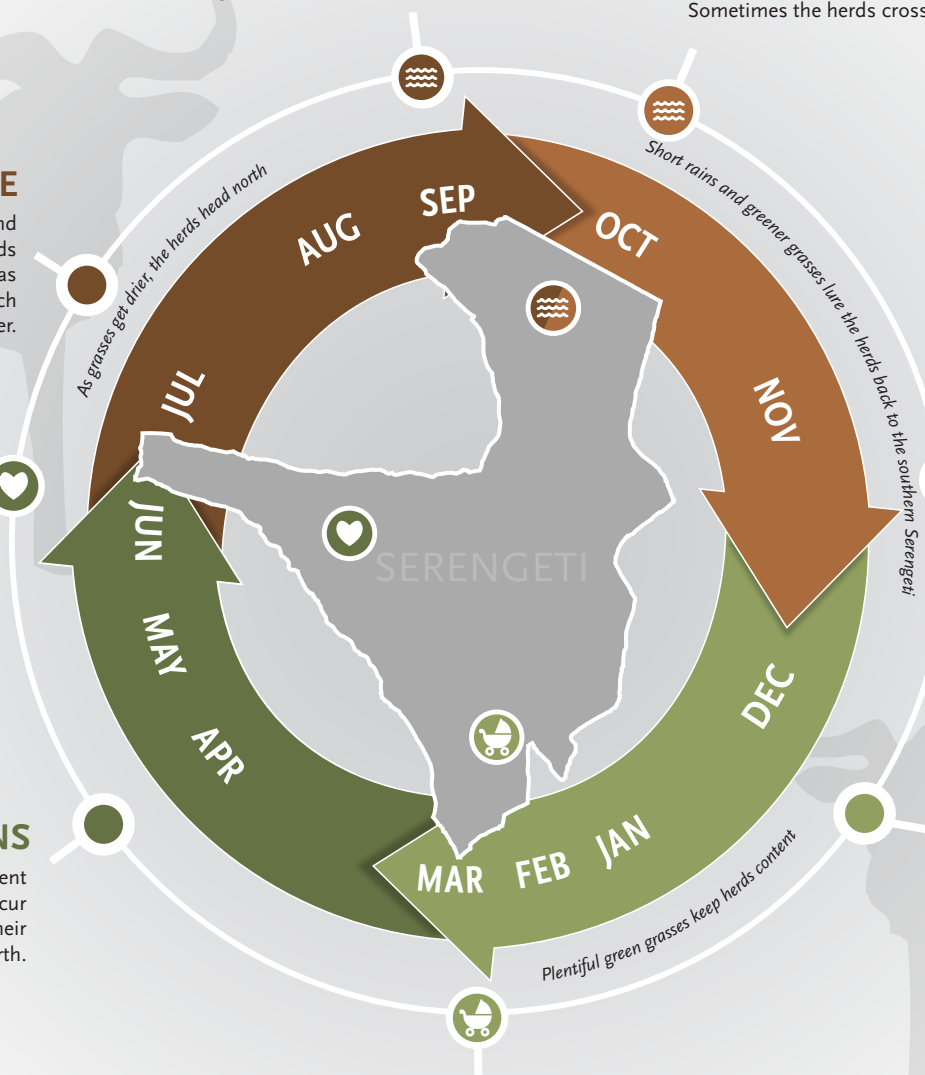 Sometimes the herds cross
E
nd
ds
as
ch
er.
As grasses get drier, the herds head north
Short rains and greener grasses lure the herds back to the southern Serengeti
SEP
OCT
AUG
JUL
NOV
JUN
SERENGETI
MAY
DEC
APR
JAN
FEB
MAR
NS
ent
cur
heir
rth.
Plentiful green grasses keep herds content